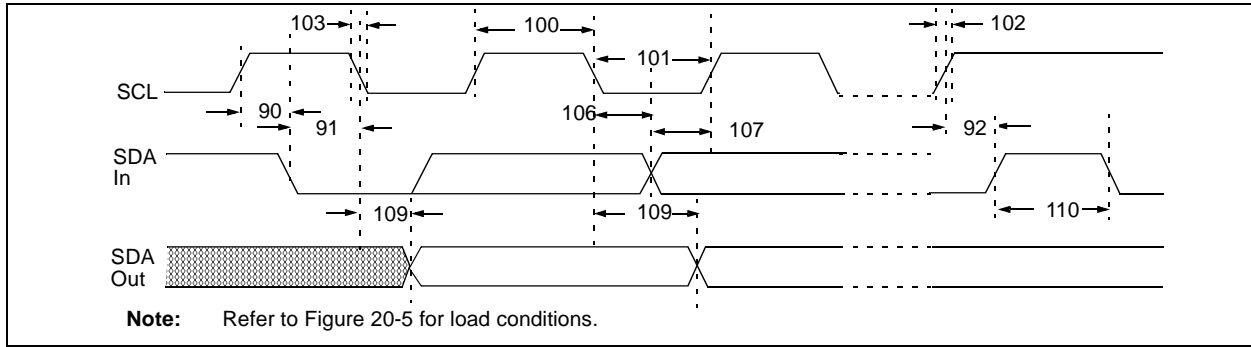 103
100
101
102
SCL
90
91
106
107
92
SDA
In
109
109
110
SDA
Out
Note: Refer to Figure 20-5 for load conditions.